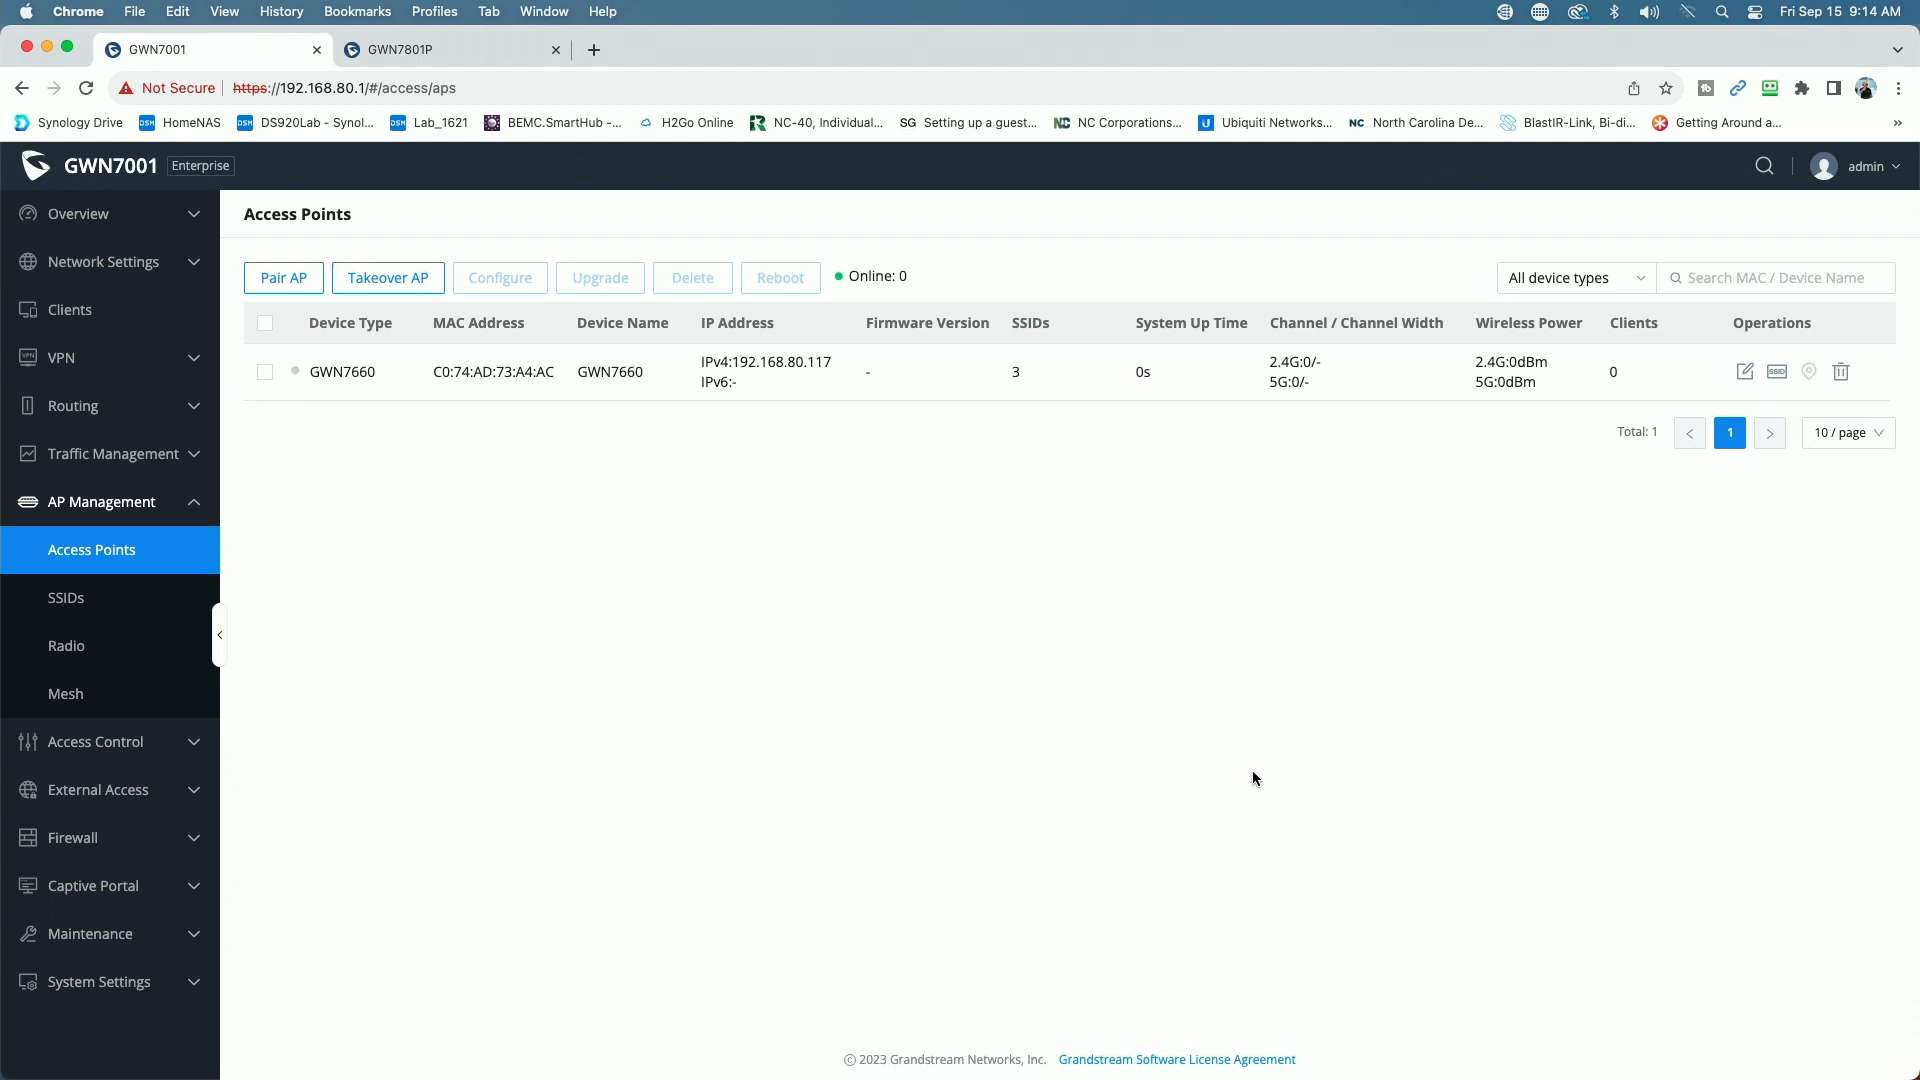 Chrome File Edit View History Bookmarks Profiles Tab Window Help Fri Sep 15 9:14 AM
GWN7001 GWN7801P
Not Secure https://192.168.80.1/#/access/aps
Synology Drive DSM HomeNAS DSM DS920Lab - Synol... DSM Lab_1621 BEMC.SmartHub -... H2Go Online NC-40, Individual... SG Setting up a guest... NC NC Corporations... Ubiquiti Networks... NC North Carolina De... BlastIR-Link, Bi-di... Getting Around a... »
GWN7001 Enterprise admin
Overview
Network Settings
Clients
VPN VPN
Routing
Traffic Management
AP Management
Access Points
SSIDs
Radio
Mesh
Access Control
External Access
Firewall
Captive Portal
Maintenance
System Settings
Access Points
Pair AP Takeover AP Configure Upgrade Delete Reboot Online: 0 All device types Search MAC / Device Name
Device Type MAC Address Device Name IP Address Firmware Version SSIDs System Up Time Channel / Channel Width Wireless Power Clients Operations
IPv4:192.168.80.117 2.4G:0/- 2.4G:0dBm
GWN7660 C0:74:AD:73:A4:AC GWN7660 - 3 0s 0 SSID
IPv6:- 5G:0/- 5G:0dBm
Total: 1 < 1 > 10 / page
© 2023 Grandstream Networks, Inc. Grandstream Software License Agreement